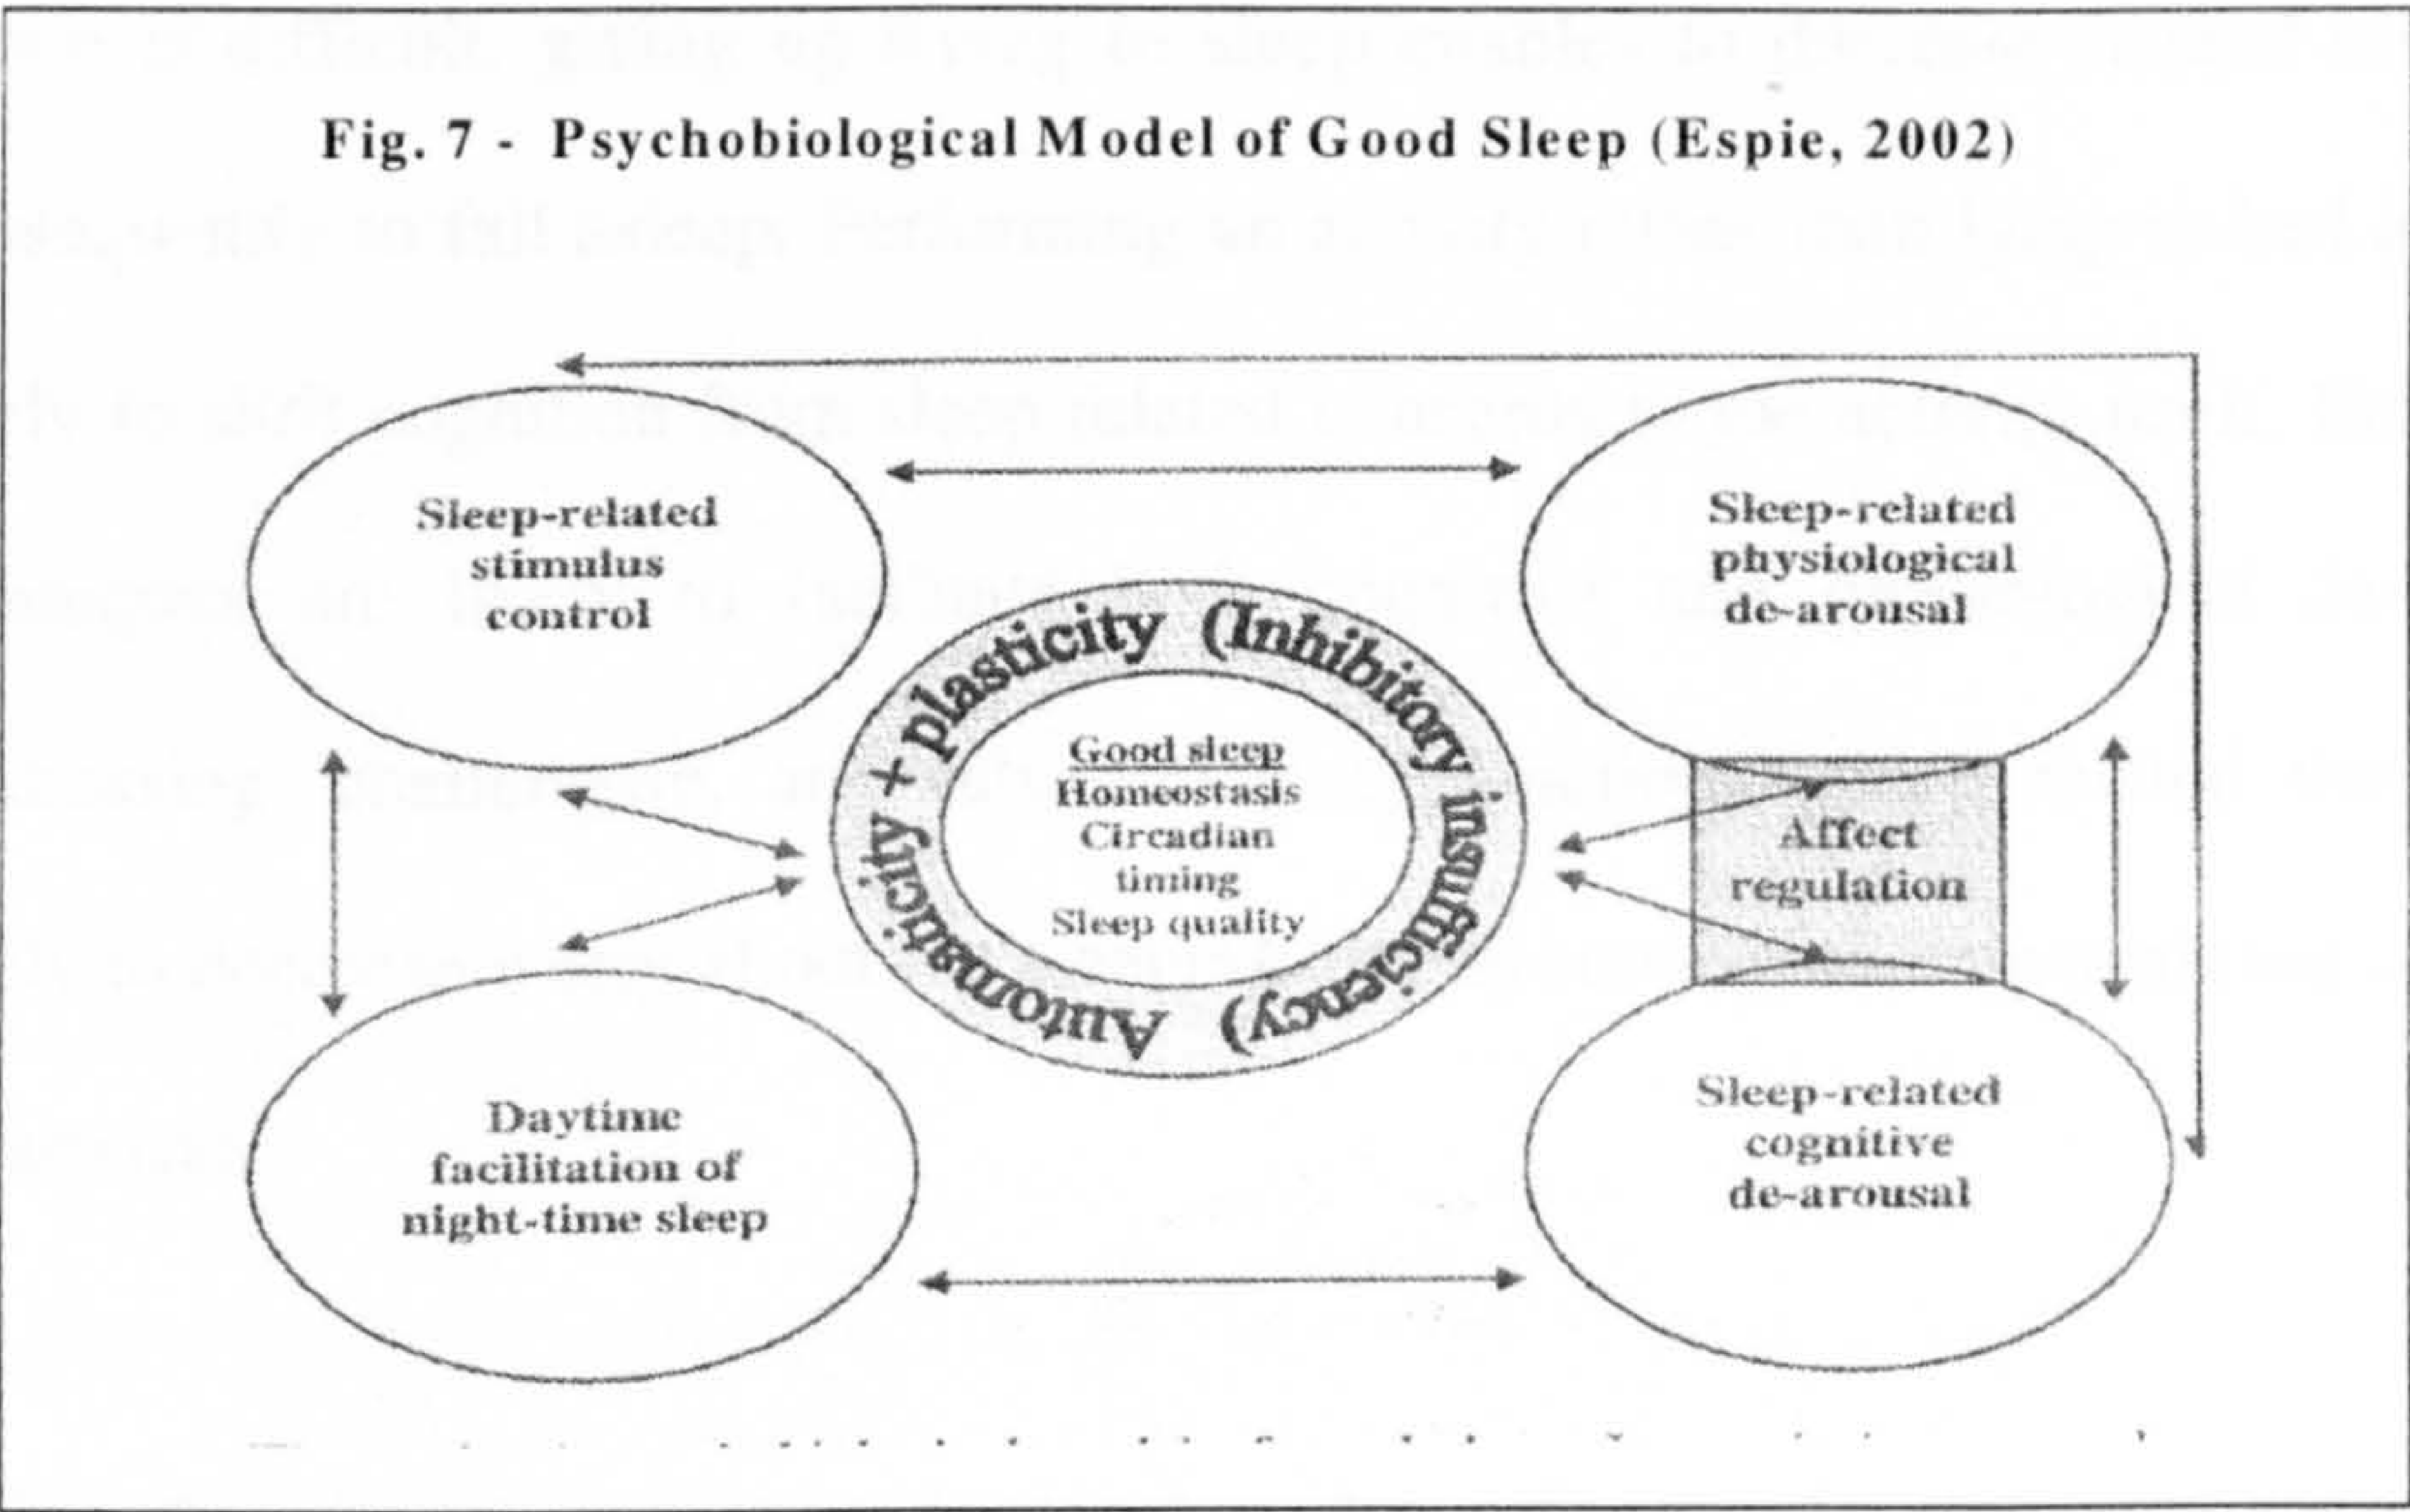 Fig. 7 - Psychobiological Model of Good Sleep (Espie, 2002)
Sleep-related
stimulus
control
Sleep-related
physiological
de-arousal
Automaticity + plasticity (Inhibitory insufficiency)
Good sleep
Homeostasis
Circadian
timing
Sleep quality
Affect
regulation
Daytime
facilitation of
night-time sleep
Sleep-related
cognitive
de-arousal